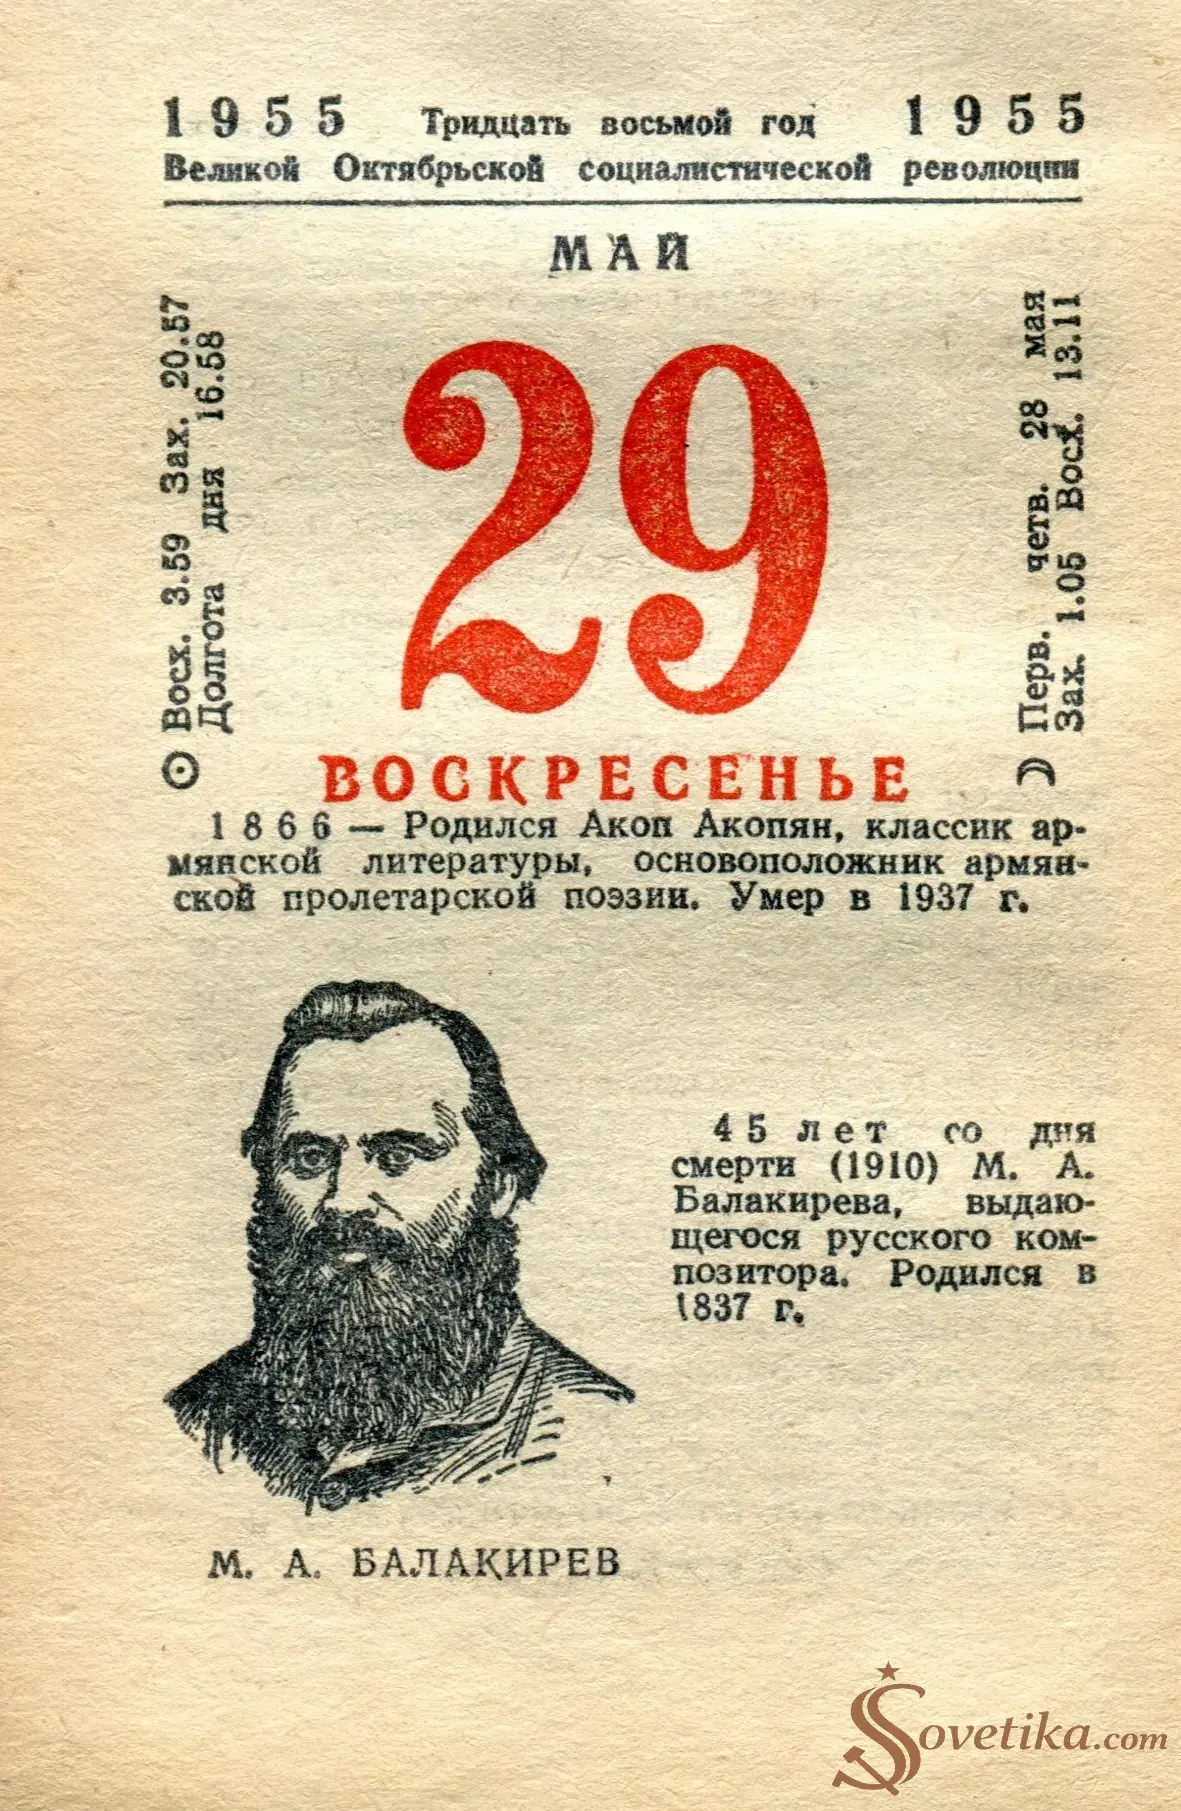 1955 Тридцать восьмой год 1955
Великой Октябрьской социалистической революции
МАЙ
Восх. 3.59 Зах. 20.57
Долгота дня 16.58
29
Перв. четв. 28 мая
Зах. 1.05 Восх. 13.11
ВОСКРЕСЕНЬЕ
1866 — Родился Акоп Акопян, классик ар-
мянской литературы, основоположник армян-
ской пролетарской поэзии. Умер в 1937 г.
45 лет со дня
смерти (1910) М. А.
Балакирева, выдаю-
щегося русского ком-
позитора. Родился в
1837 г.
М. А. БАЛАКИРЕВ
Sovetika.com